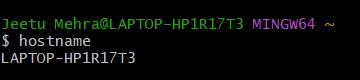 Jeetu Mehra@LAPTOP-HP1R17T3 MINGW64 ~
$ hostname
LAPTOP-HP1R17T3